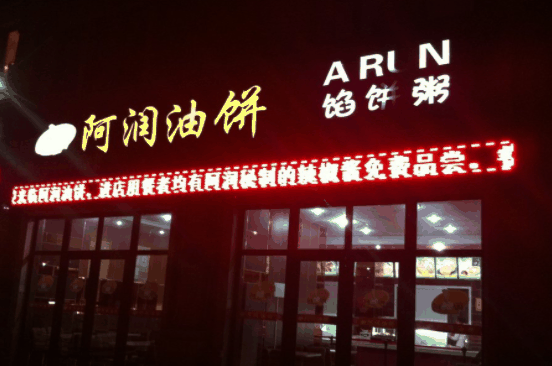 阿润油饼
ARUN
馅饼 粥
来临阿润油饼，进店用餐者均有阿润秘制的辣椒酱免费品尝，